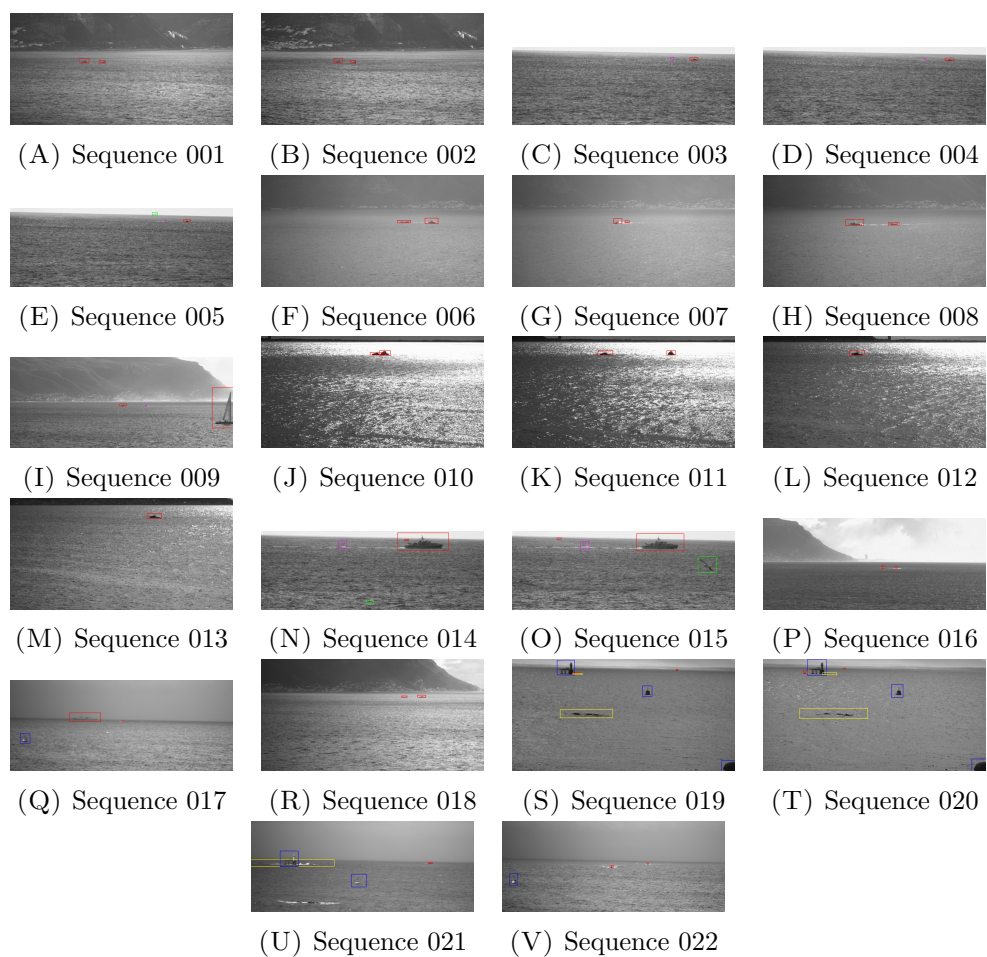 (A) Sequence 001
(B) Sequence 002
(C) Sequence 003
(D) Sequence 004
(E) Sequence 005
(F) Sequence 006
(G) Sequence 007
(H) Sequence 008
(I) Sequence 009
(J) Sequence 010
(K) Sequence 011
(L) Sequence 012
(M) Sequence 013
(N) Sequence 014
(O) Sequence 015
(P) Sequence 016
(Q) Sequence 017
(R) Sequence 018
(S) Sequence 019
(T) Sequence 020
(U) Sequence 021
(V) Sequence 022